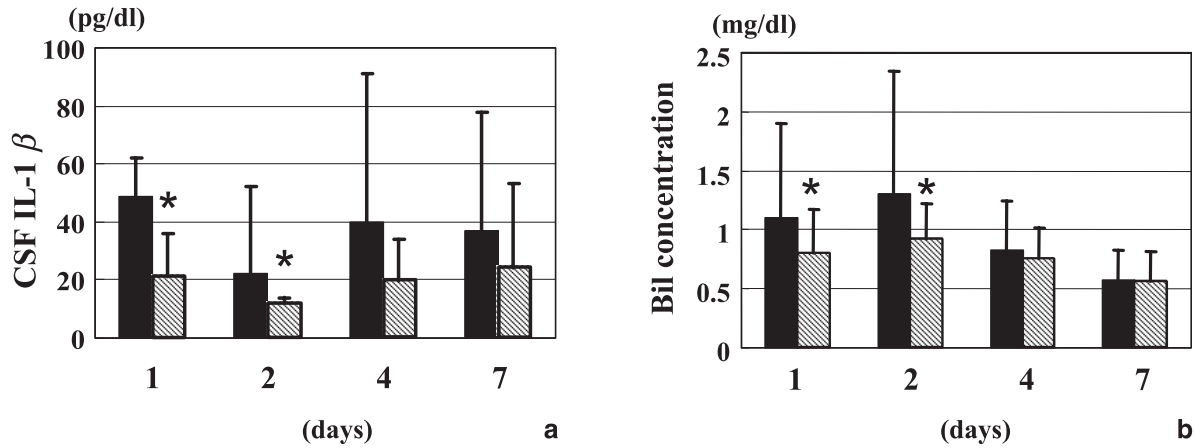 (pg/dl)
100
80
60
40
20
0
CSF IL-1 β
*
*
1 2 4 7
(days)
a
(mg/dl)
2.5
2
1.5
1
0.5
0
Bil concentration
*
*
1 2 4 7
(days)
b